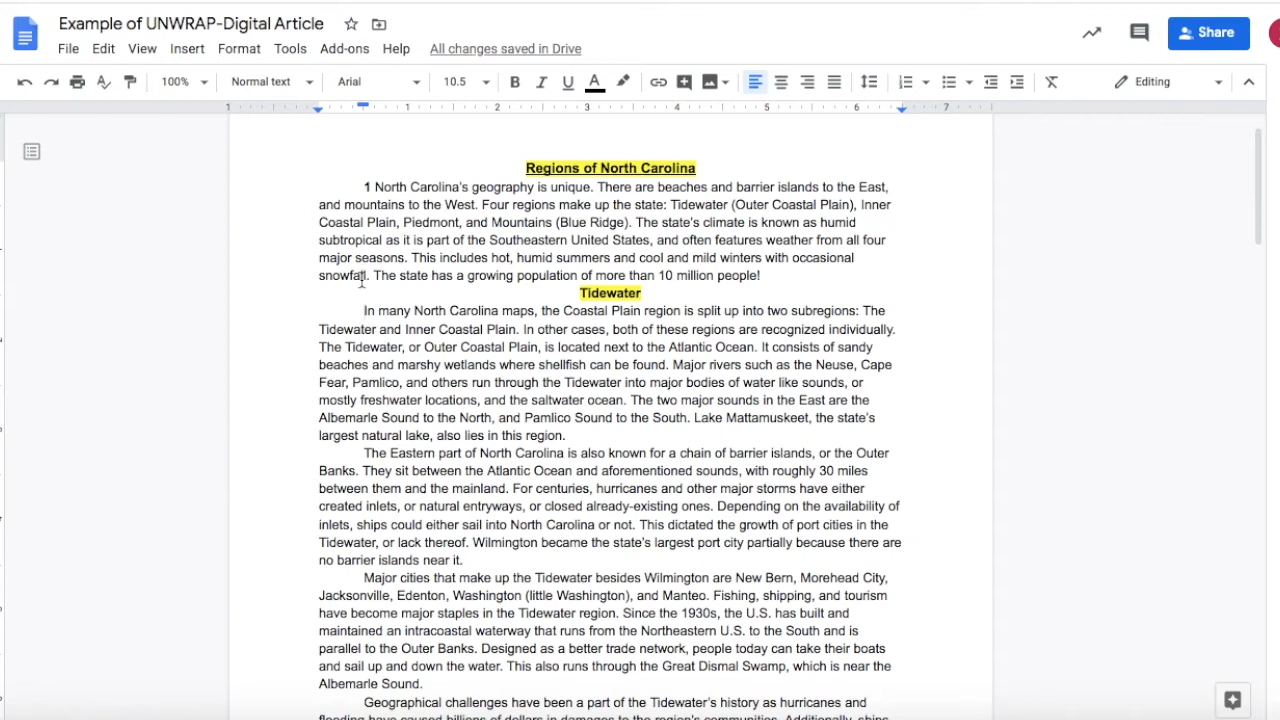 Example of UNWRAP-Digital Article
File Edit View Insert Format Tools Add-ons Help All changes saved in Drive
Share
100% Normal text Arial 10.5 B I U A Editing
1 1 2 3 4 5 6 7
Regions of North Carolina
1 North Carolina's geography is unique. There are beaches and barrier islands to the East,
and mountains to the West. Four regions make up the state: Tidewater (Outer Coastal Plain), Inner
Coastal Plain, Piedmont, and Mountains (Blue Ridge). The state's climate is known as humid
subtropical as it is part of the Southeastern United States, and often features weather from all four
major seasons. This includes hot, humid summers and cool and mild winters with occasional
snowfall. The state has a growing population of more than 10 million people!
Tidewater
In many North Carolina maps, the Coastal Plain region is split up into two subregions: The
Tidewater and Inner Coastal Plain. In other cases, both of these regions are recognized individually.
The Tidewater, or Outer Coastal Plain, is located next to the Atlantic Ocean. It consists of sandy
beaches and marshy wetlands where shellfish can be found. Major rivers such as the Neuse, Cape
Fear, Pamlico, and others run through the Tidewater into major bodies of water like sounds, or
mostly freshwater locations, and the saltwater ocean. The two major sounds in the East are the
Albemarle Sound to the North, and Pamlico Sound to the South. Lake Mattamuskeet, the state's
largest natural lake, also lies in this region.
The Eastern part of North Carolina is also known for a chain of barrier islands, or the Outer
Banks. They sit between the Atlantic Ocean and aforementioned sounds, with roughly 30 miles
between them and the mainland. For centuries, hurricanes and other major storms have either
created inlets, or natural entryways, or closed already-existing ones. Depending on the availability of
inlets, ships could either sail into North Carolina or not. This dictated the growth of port cities in the
Tidewater, or lack thereof. Wilmington became the state's largest port city partially because there are
no barrier islands near it.
Major cities that make up the Tidewater besides Wilmington are New Bern, Morehead City,
Jacksonville, Edenton, Washington (little Washington), and Manteo. Fishing, shipping, and tourism
have become major staples in the Tidewater region. Since the 1930s, the U.S. has built and
maintained an intracoastal waterway that runs from the Northeastern U.S. to the South and is
parallel to the Outer Banks. Designed as a better trade network, people today can take their boats
and sail up and down the water. This also runs through the Great Dismal Swamp, which is near the
Albemarle Sound.
Geographical challenges have been a part of the Tidewater's history as hurricanes and
flooding have caused billions of dollars in damages to the region's communities. Additionally, ships